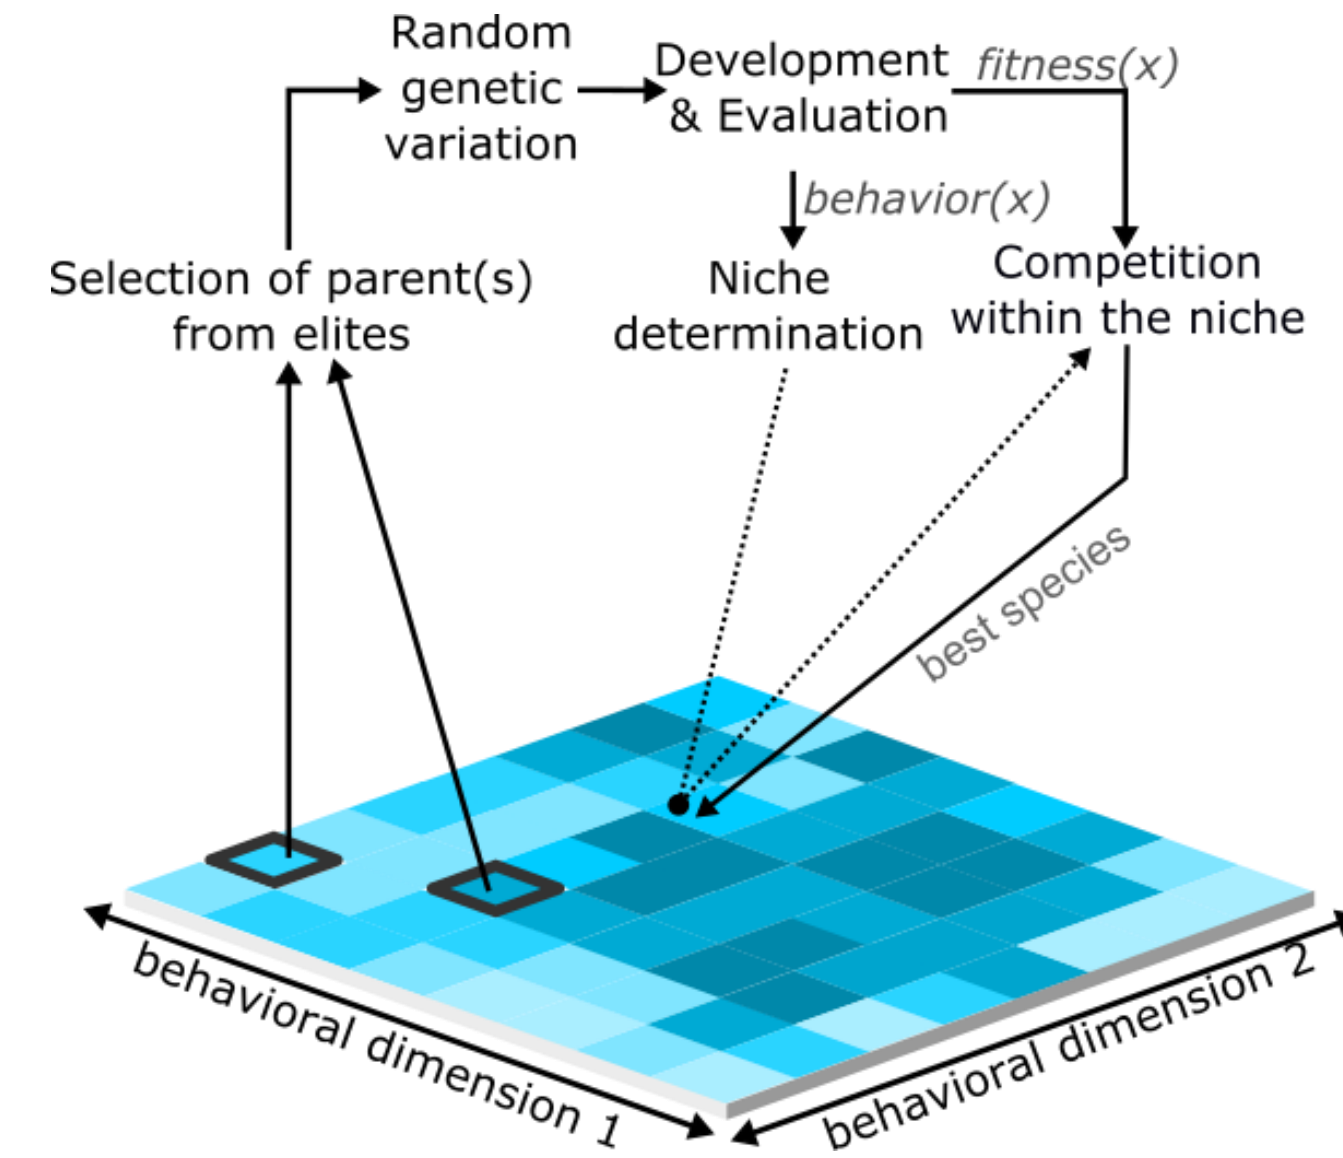 Random
genetic
variation
Development
& Evaluation
fitness(x)
behavior(x)
Selection of parent(s)
from elites
Niche
determination
Competition
within the niche
best species
behavioral dimension 1
behavioral dimension 2